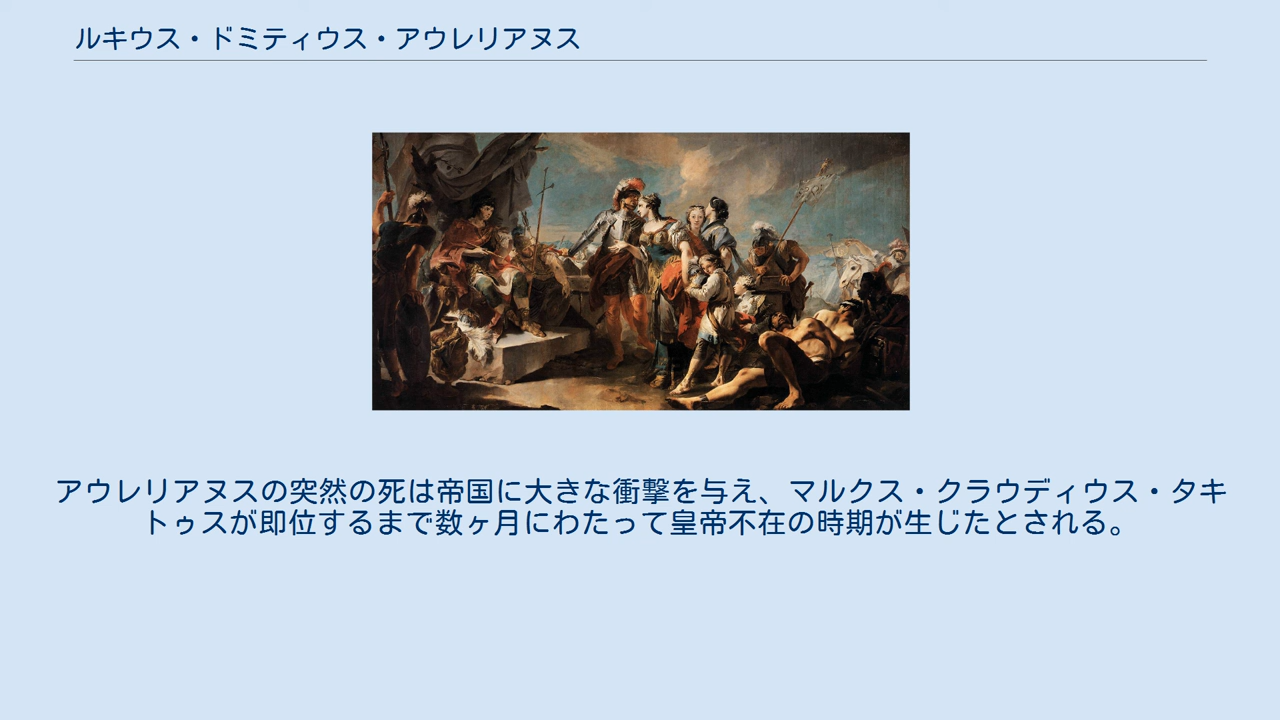 ルキウス・ドミティウス・アウレリアヌス
アウレリアヌスの突然の死は帝国に大きな衝撃を与え、マルクス・クラウディウス・タキ
トゥスが即位するまで数ヶ月にわたって皇帝不在の時期が生じたとされる。